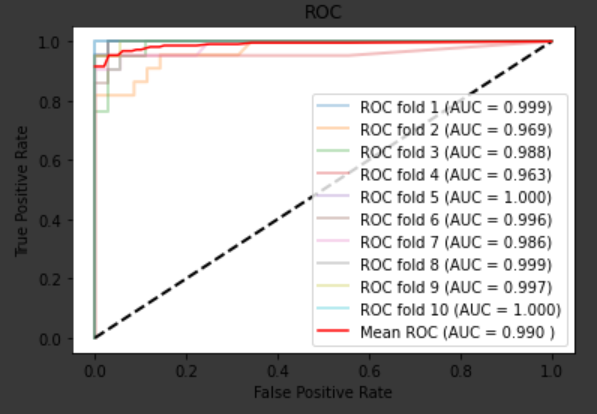 ROC
1.0
0.8
0.6
0.4
0.2
0.0
True Positive Rate
ROC fold 1 (AUC = 0.999)
ROC fold 2 (AUC = 0.969)
ROC fold 3 (AUC = 0.988)
ROC fold 4 (AUC = 0.963)
ROC fold 5 (AUC = 1.000)
ROC fold 6 (AUC = 0.996)
ROC fold 7 (AUC = 0.986)
ROC fold 8 (AUC = 0.999)
ROC fold 9 (AUC = 0.997)
ROC fold 10 (AUC = 1.000)
Mean ROC (AUC = 0.990 )
0.0 0.2 0.4 0.6 0.8 1.0
False Positive Rate